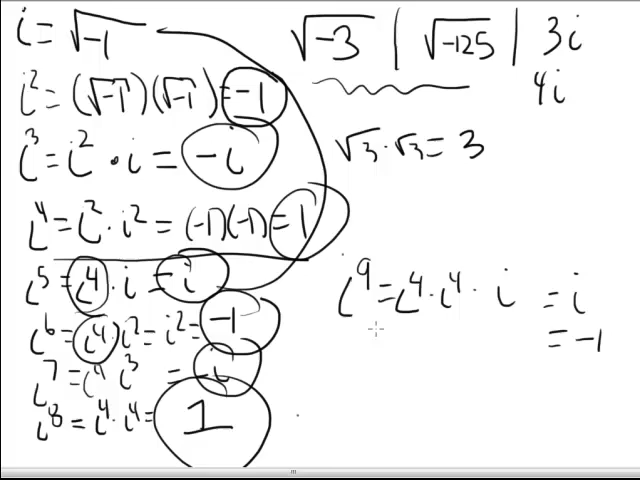 i = √-1
i² = (√-1)(√-1) = -1
i³ = i² · i = -i
i⁴ = i² · i² = (-1)(-1) = 1
i⁵ = i⁴ · i = i
i⁶ = i⁴ i² = i² = -1
i⁷ = i⁴ i³ = -i
i⁸ = i⁴ · i⁴ = 1
√-3 | √-125 | 3i
4i
√3 · √3 = 3
i⁹ = i⁴ · i⁴ · i = i
= -1